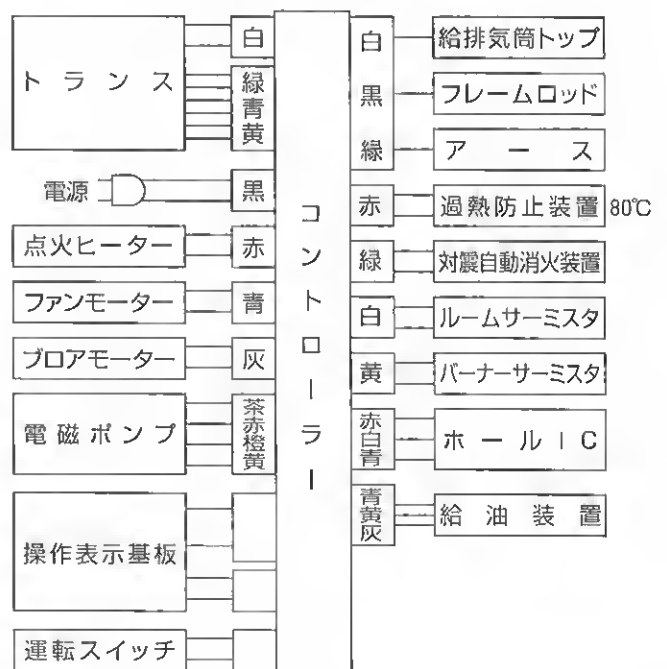 トランス
白
緑
青
黄
電源
黒
点火ヒーター
赤
ファンモーター
青
ブロアモーター
灰
電磁ポンプ
茶
赤
橙
黄
操作表示基板
運転スイッチ
コントローラー
白
給排気筒トップ
黒
フレームロッド
緑
アース
赤
過熱防止装置 80℃
緑
対震自動消火装置
白
ルームサーミスタ
黄
バーナーサーミスタ
赤
白
青
ホールIC
青
黄
灰
給油装置